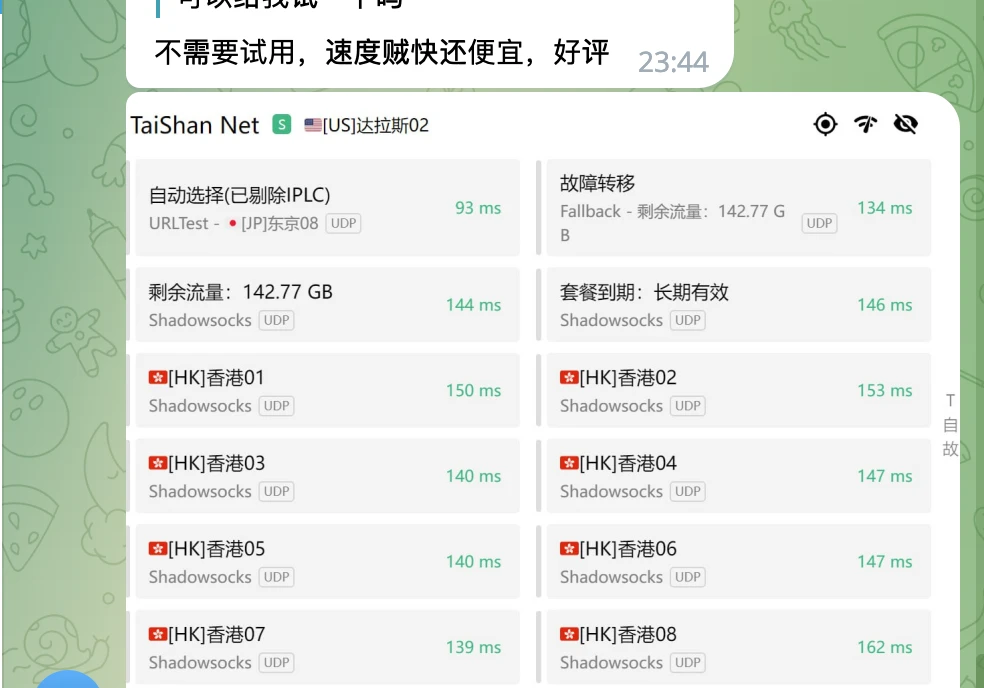 可以给我试一下吗
不需要试用，速度贼快还便宜，好评 23:44
TaiShan Net S [US]达拉斯02
自动选择(已剔除IPLC)
URLTest - [JP]东京08 UDP
93 ms
故障转移
Fallback - 剩余流量：142.77 G
B
UDP
134 ms
剩余流量：142.77 GB
Shadowsocks UDP
144 ms
套餐到期：长期有效
Shadowsocks UDP
146 ms
[HK]香港01
Shadowsocks UDP
150 ms
[HK]香港02
Shadowsocks UDP
153 ms
[HK]香港03
Shadowsocks UDP
140 ms
[HK]香港04
Shadowsocks UDP
147 ms
[HK]香港05
Shadowsocks UDP
140 ms
[HK]香港06
Shadowsocks UDP
147 ms
[HK]香港07
Shadowsocks UDP
139 ms
[HK]香港08
Shadowsocks UDP
162 ms
T
自
故